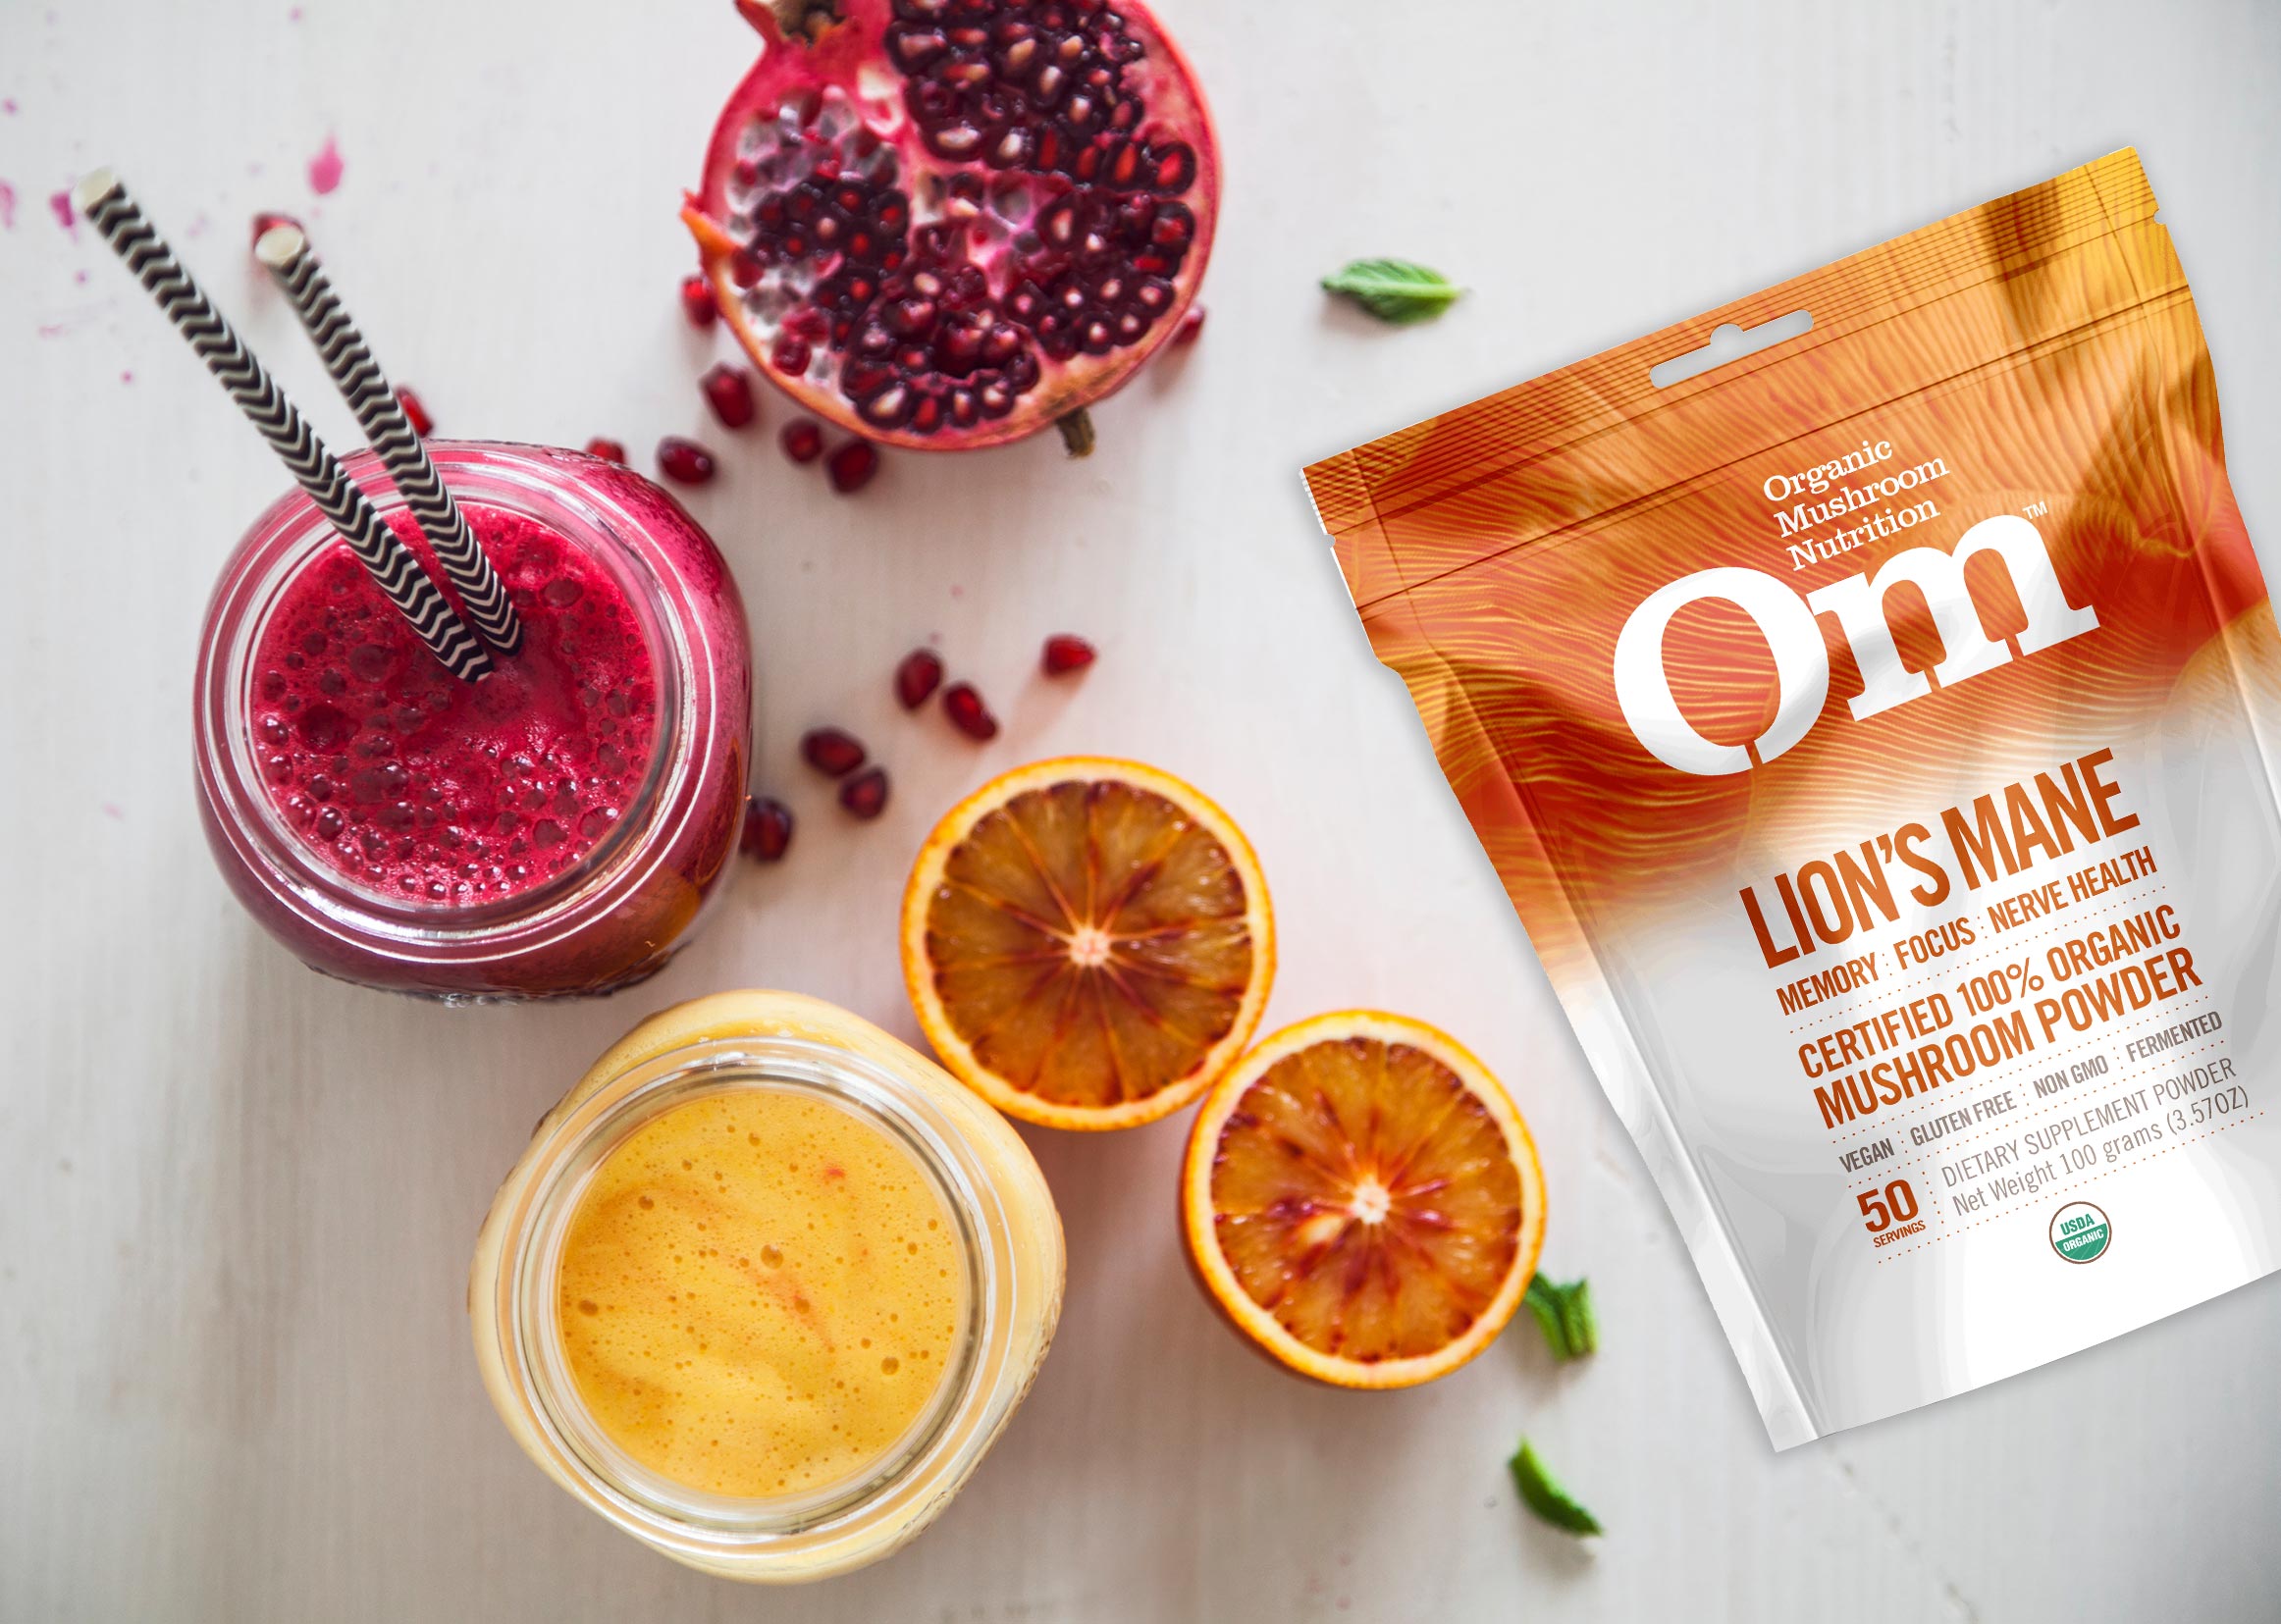 Organic
Mushroom
Nutrition
Om™
LION'S MANE
MEMORY : FOCUS : NERVE HEALTH
CERTIFIED 100% ORGANIC
MUSHROOM POWDER
VEGAN : GLUTEN FREE : NON GMO : FERMENTED
50
SERVINGS
DIETARY SUPPLEMENT POWDER
Net Weight 100 grams (3.57OZ)
USDA
ORGANIC